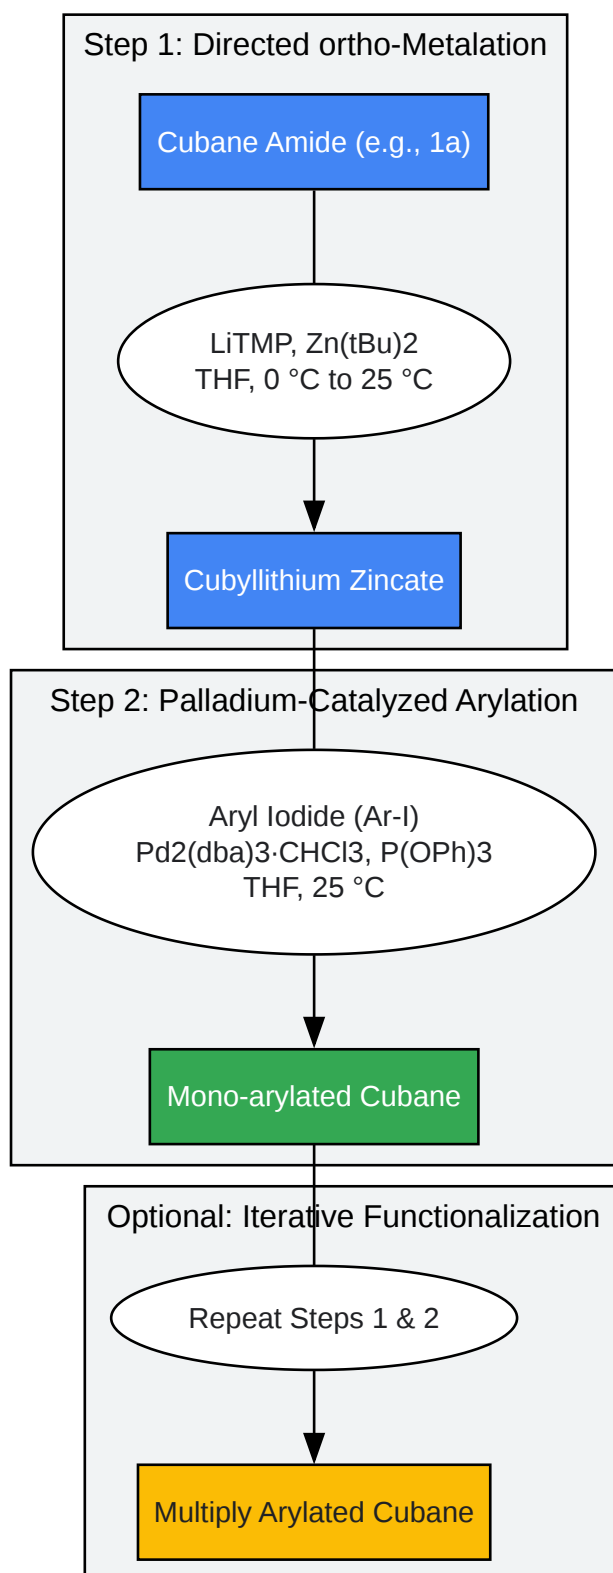 Step 1: Directed ortho-Metalation
Cubane Amide (e.g., 1a)
LiTMP, Zn(tBu)2
THF, 0 °C to 25 °C
Cubyllithium Zincate
Step 2: Palladium-Catalyzed Arylation
Aryl Iodide (Ar-I)
Pd2(dba)3·CHCl3, P(OPh)3
THF, 25 °C
Mono-arylated Cubane
Optional: Iterative Functionalization
Repeat Steps 1 & 2
Multiply Arylated Cubane